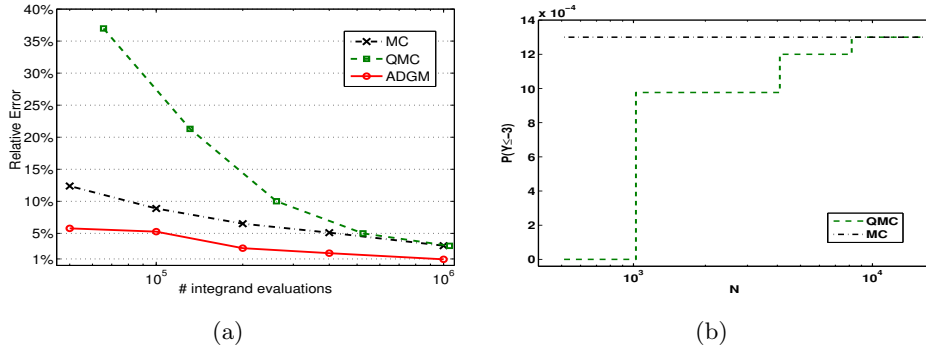 40%
35%
30%
25%
20%
15%
10%
5%
1%
Relative Error
MC
QMC
ADGM
10^5
10^6
# integrand evaluations
(a)
x 10^-4
14
12
10
8
6
4
2
0
P(Y≤-3)
QMC
MC
10^3
10^4
N
(b)